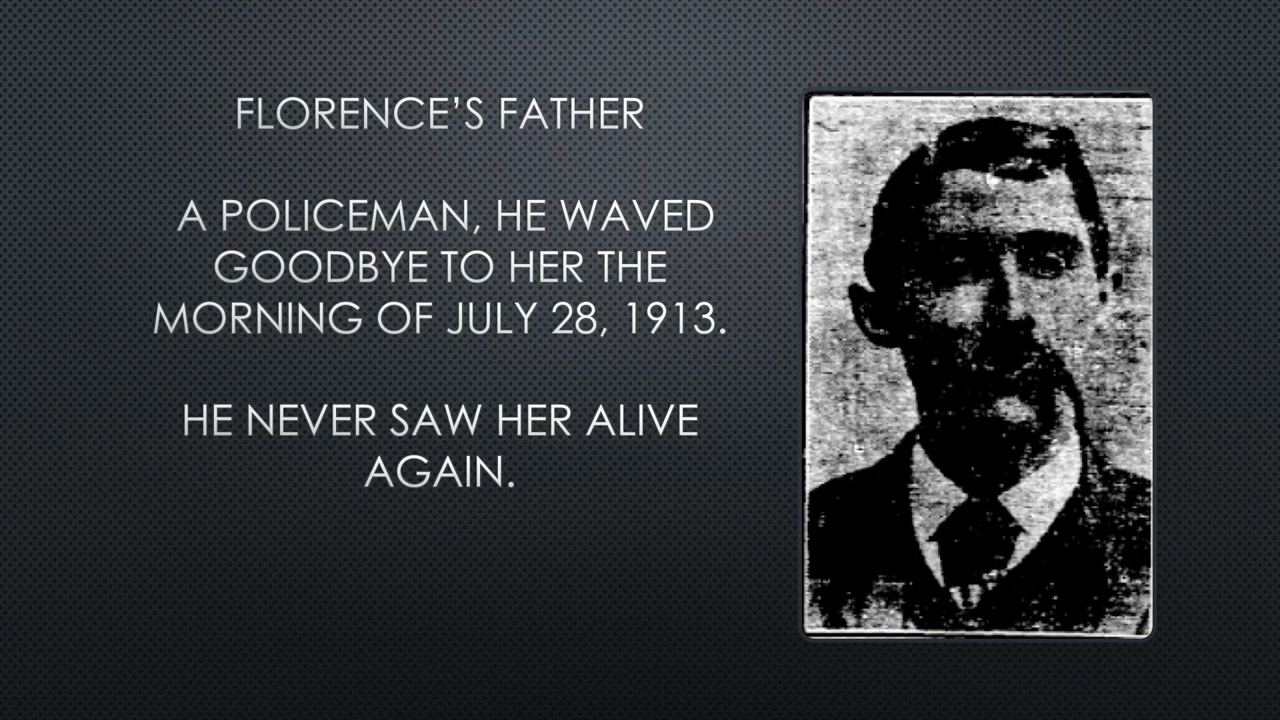 FLORENCE’S FATHER
A POLICEMAN, HE WAVED
GOODBYE TO HER THE
MORNING OF JULY 28, 1913.
HE NEVER SAW HER ALIVE
AGAIN.